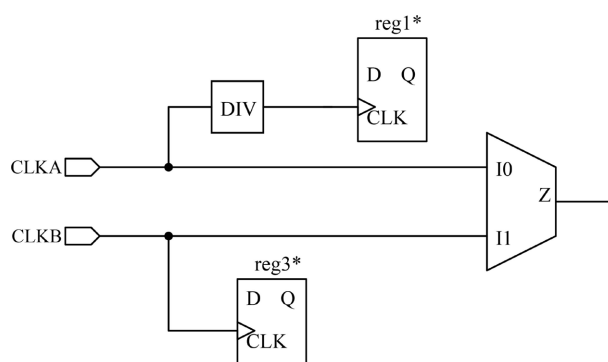 reg1*
D Q
DIV
CLK
CLKA
I0
Z
CLKB
I1
reg3*
D Q
CLK